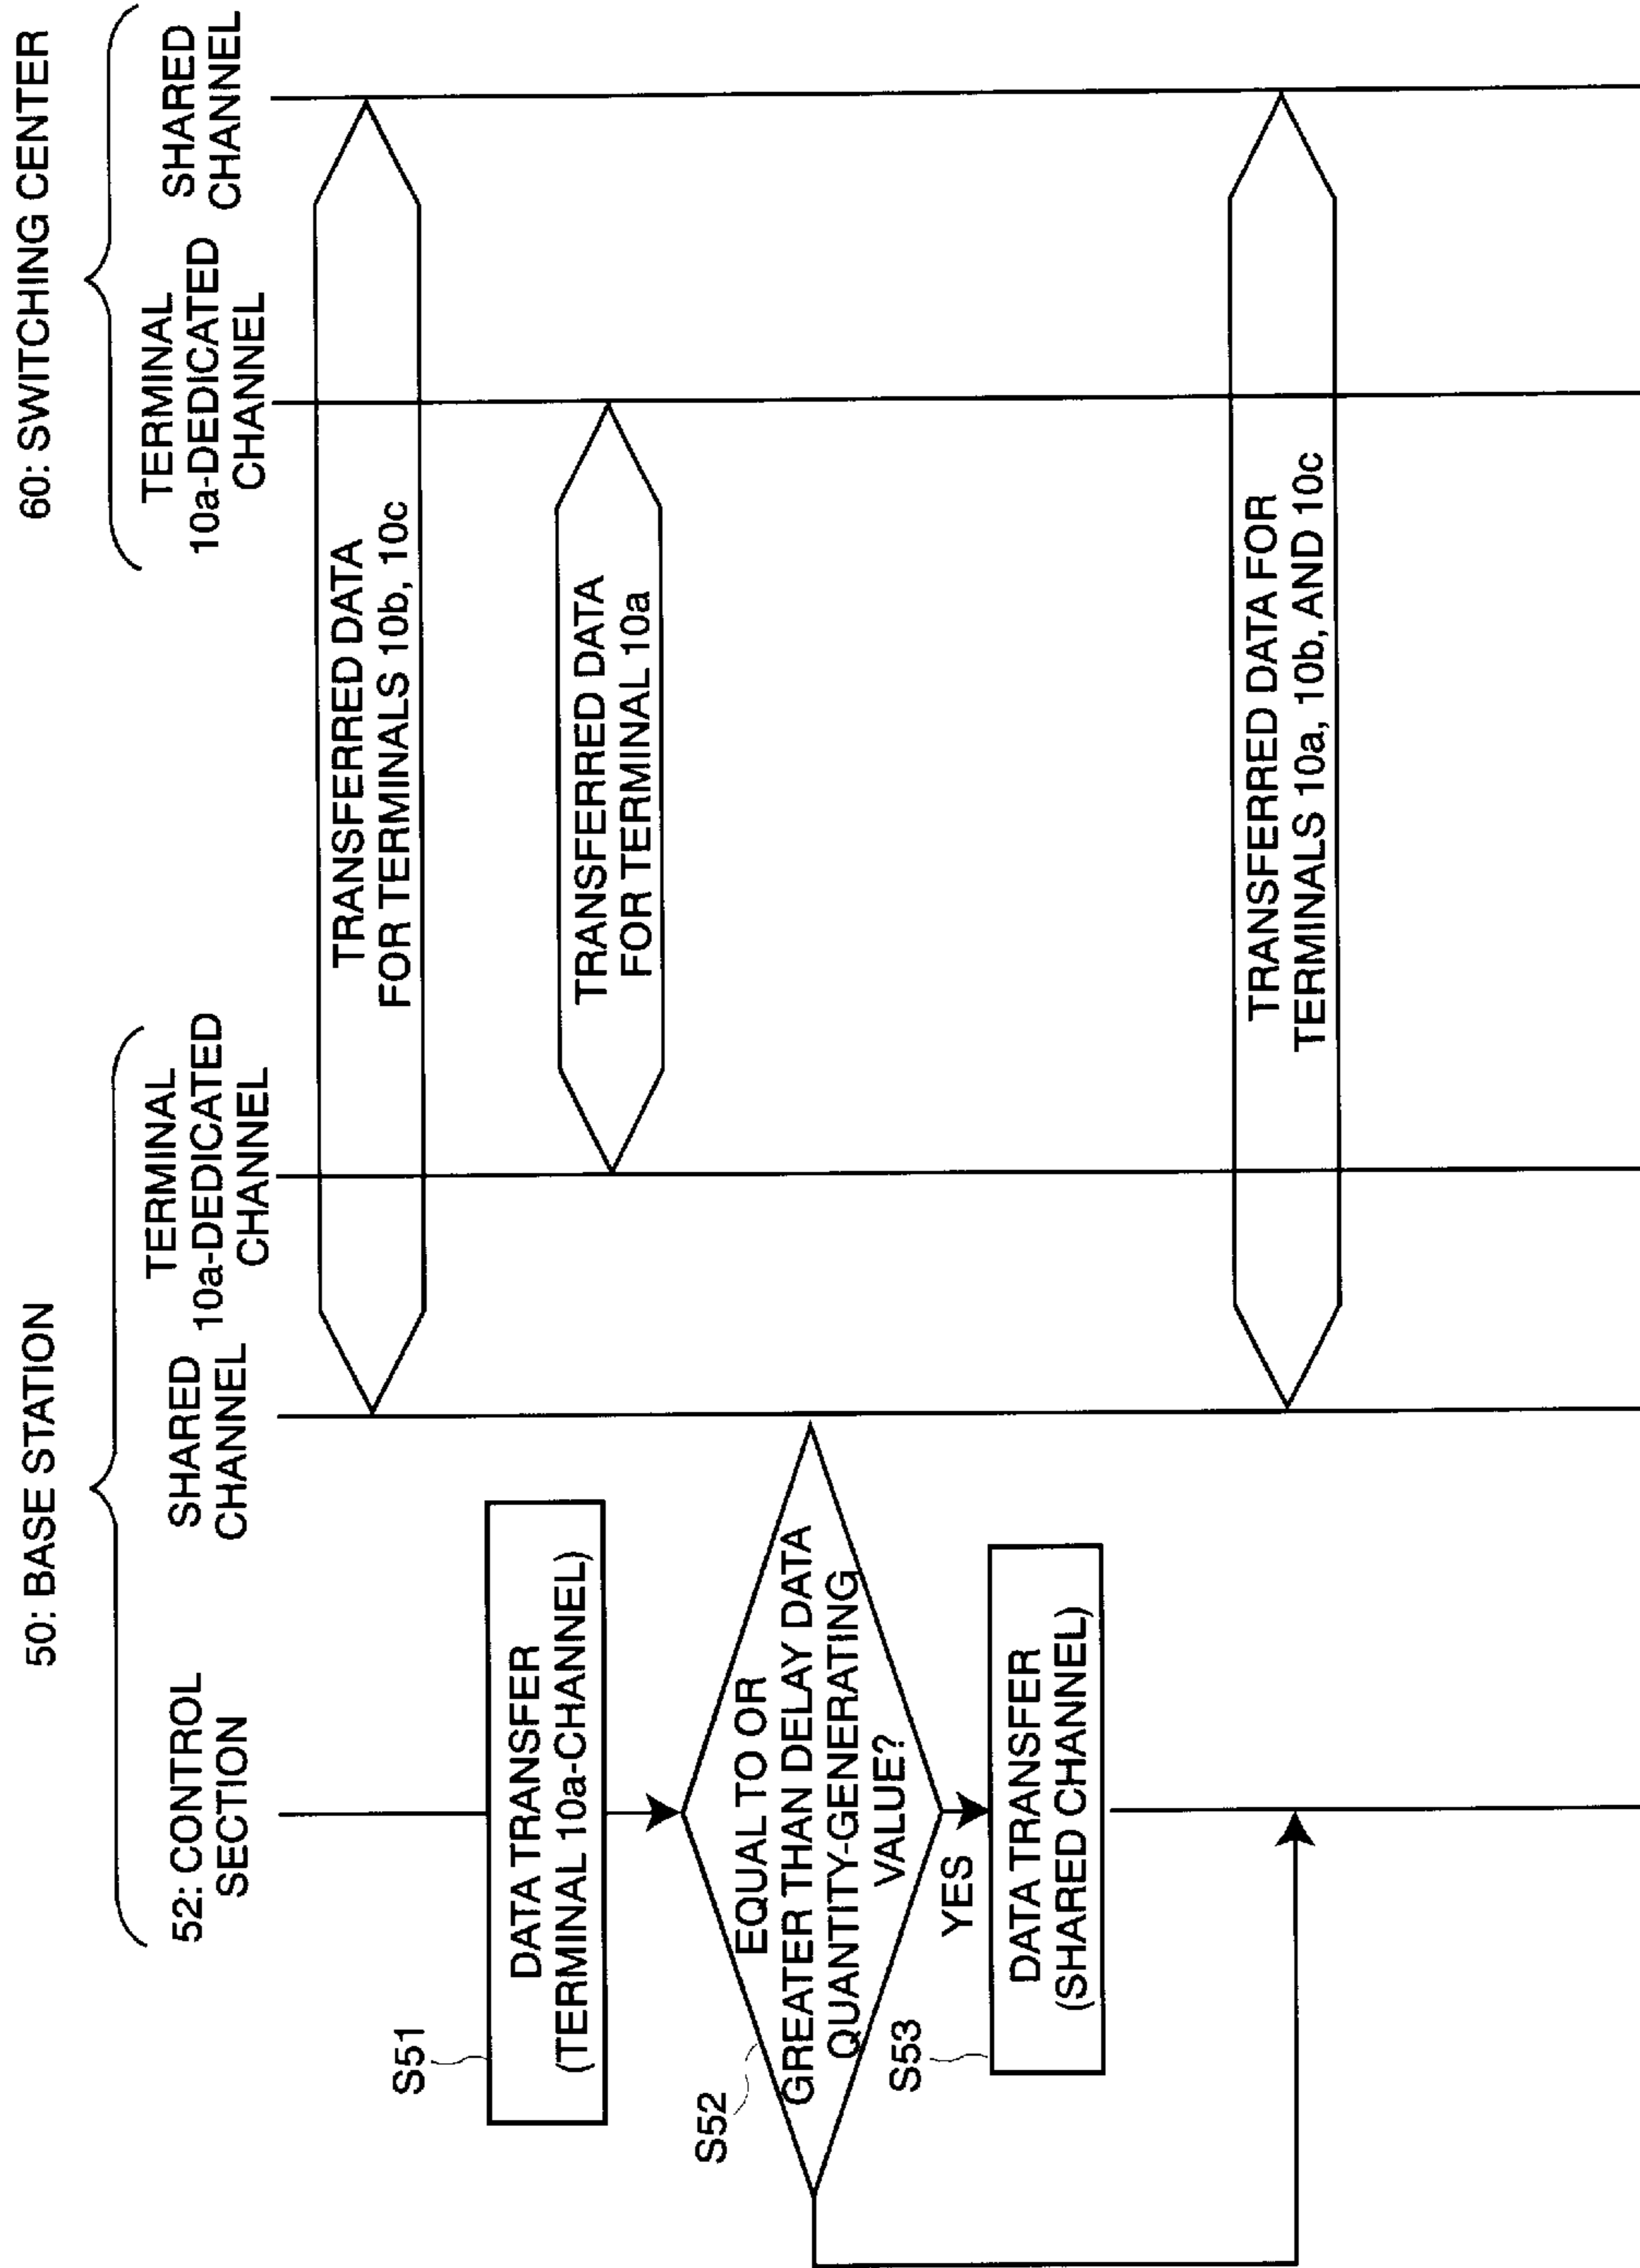 50: BASE STATION
60: SWITCHING CENTER
52: CONTROL
SECTION
SHARED
CHANNEL
TERMINAL
10a-DEDICATED
CHANNEL
TERMINAL
10a-DEDICATED
CHANNEL
SHARED
CHANNEL
TRANSFERRED DATA
FOR TERMINALS 10b, 10c
S51
DATA TRANSFER
(TERMINAL 10a-CHANNEL)
TRANSFERRED DATA
FOR TERMINAL 10a
S52
EQUAL TO OR
GREATER THAN DELAY DATA
QUANTITY-GENERATING
VALUE?
YES
S53
DATA TRANSFER
(SHARED CHANNEL)
TRANSFERRED DATA FOR
TERMINALS 10a, 10b, AND 10c